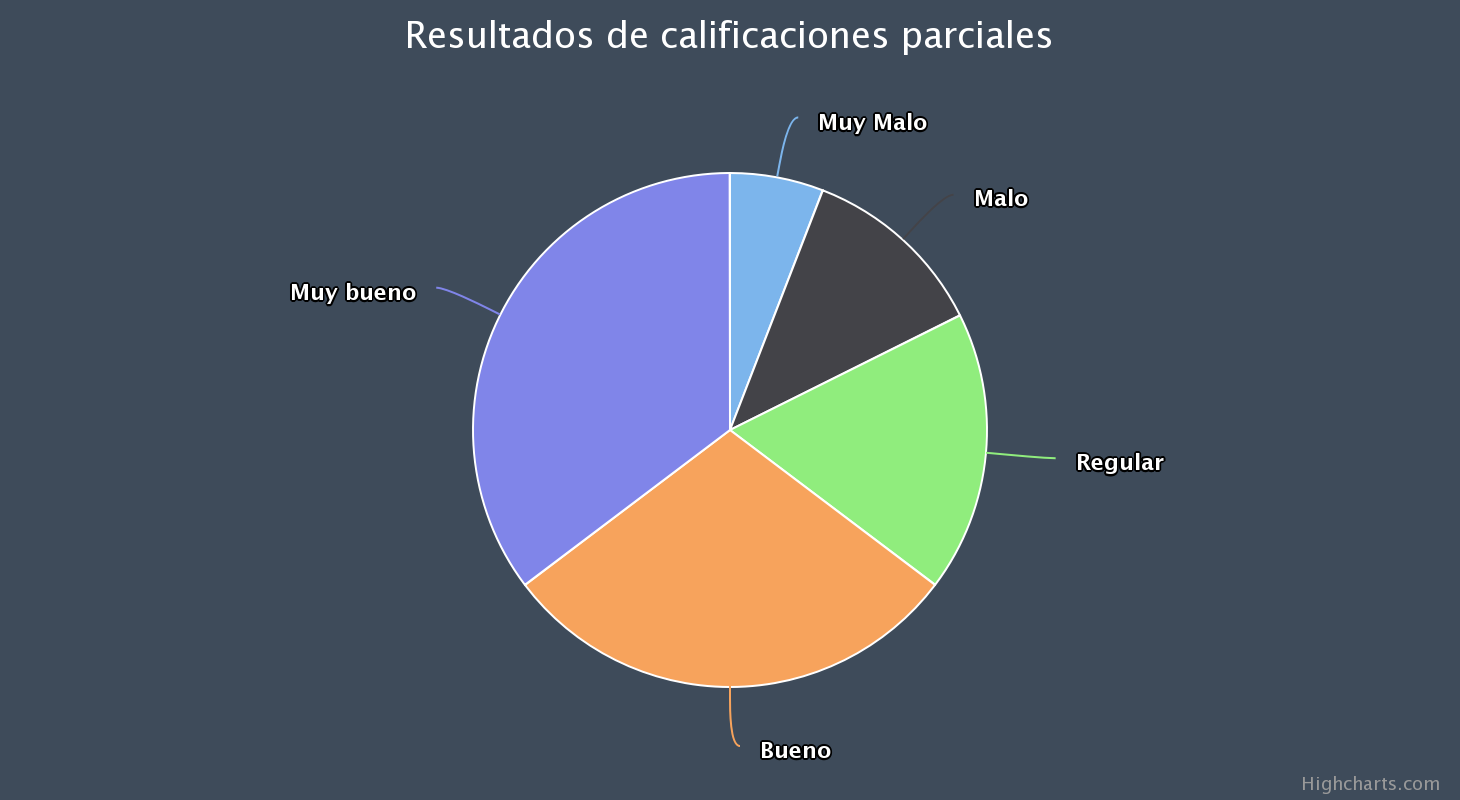 Resultados de calificaciones parciales
Muy Malo
Malo
Muy bueno
Regular
Bueno
Highcharts.com